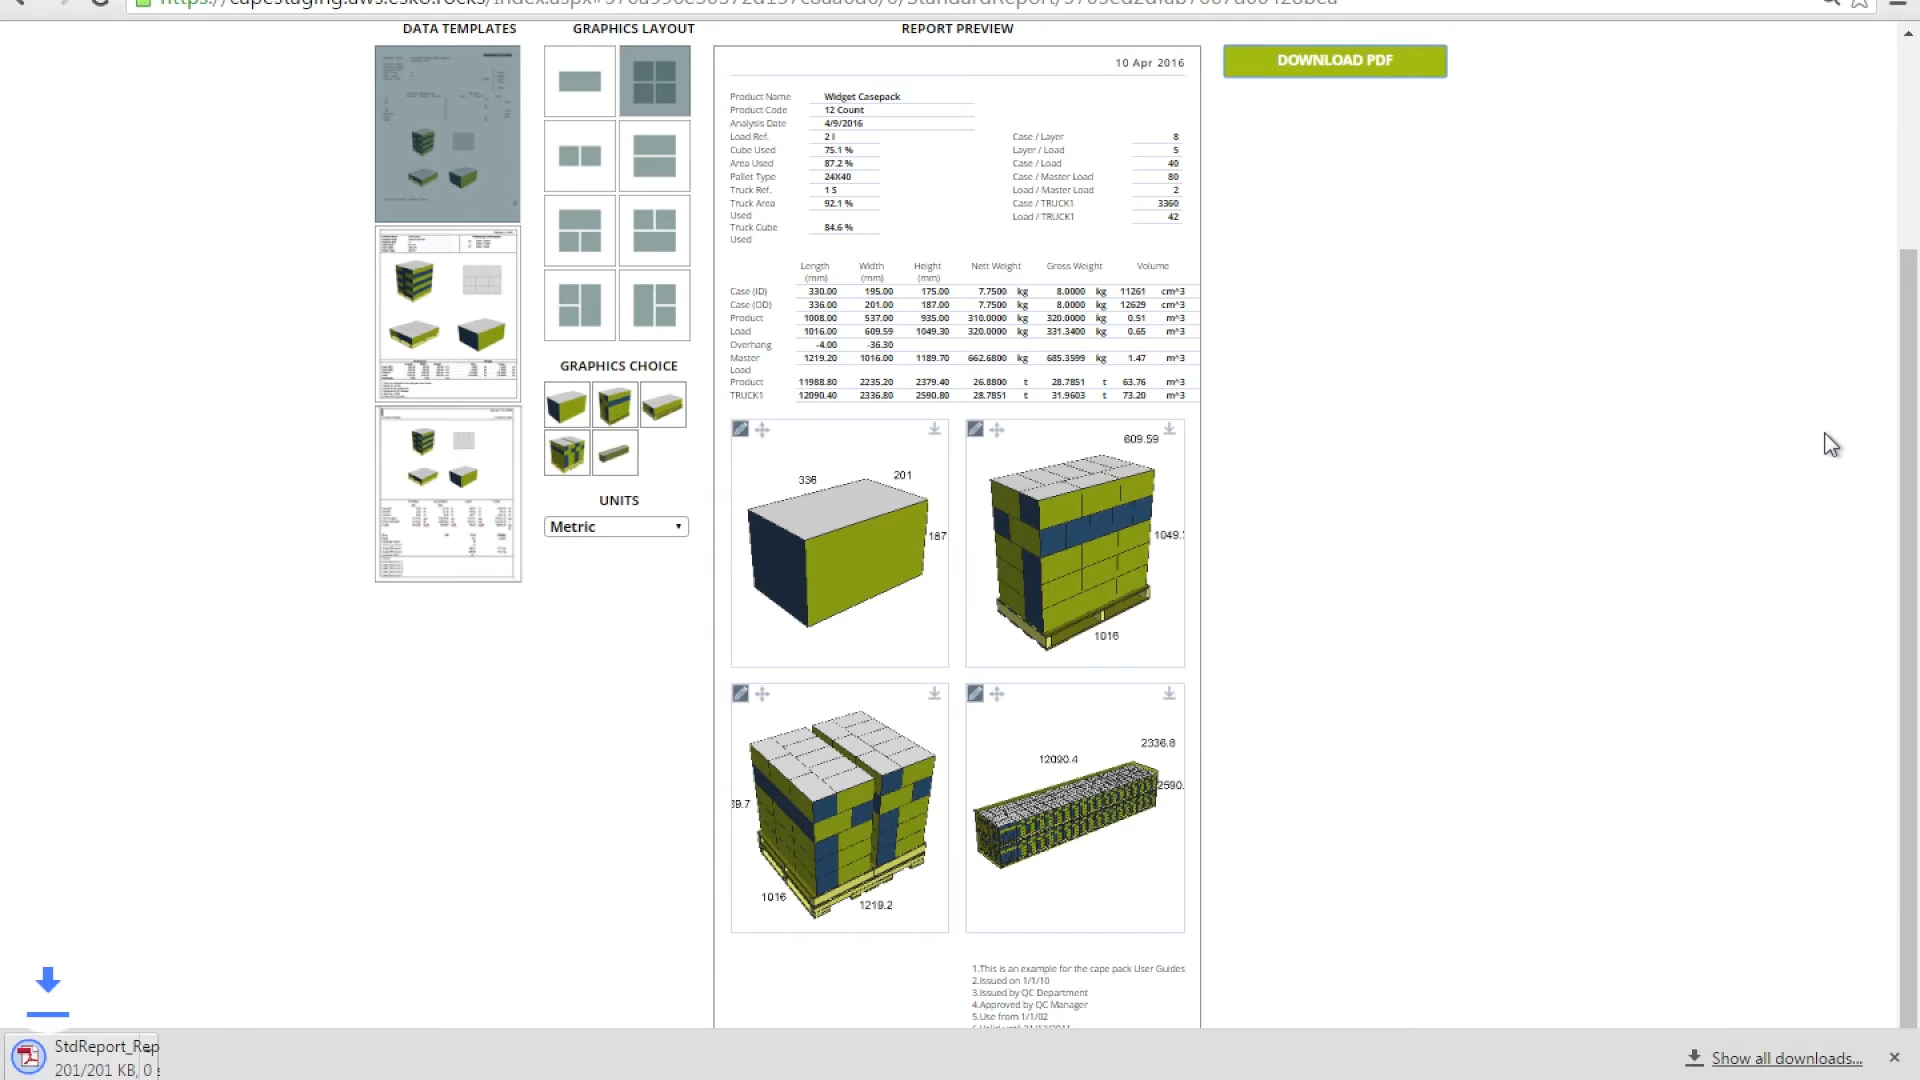 DATA TEMPLATES GRAPHICS LAYOUT REPORT PREVIEW
DOWNLOAD PDF
10 Apr 2016
Product Name Widget Casepack
Product Code 12 Count
Analysis Date 4/9/2016
Load Ref. 2 I Case / Layer 8
Cube Used 75.1 % Layer / Load 5
Area Used 87.2 % Case / Load 40
Pallet Type 24X40 Case / Master Load 80
Truck Ref. 1 S Load / Master Load 2
Truck Area Used 92.1 % Case / TRUCK1 3360
Load / TRUCK1 42
Truck Cube Used 84.6 %
Length (mm) Width (mm) Height (mm) Nett Weight Gross Weight Volume
Case (ID) 330.00 195.00 175.00 7.7500 kg 8.0000 kg 11261 cm^3
Case (OD) 336.00 201.00 187.00 7.7500 kg 8.0000 kg 12629 cm^3
Product 1008.00 537.00 935.00 310.0000 kg 320.0000 kg 0.51 m^3
Load 1016.00 609.59 1049.30 320.0000 kg 331.3400 kg 0.65 m^3
Overhang -4.00 -36.30
Master Load 1219.20 1016.00 1189.70 662.6800 kg 685.3599 kg 1.47 m^3
Product 11988.80 2235.20 2379.40 26.8800 t 28.7851 t 63.76 m^3
TRUCK1 12090.40 2336.80 2590.80 28.7851 t 31.9603 t 73.20 m^3
GRAPHICS CHOICE
UNITS
Metric
336 201 187
609.59 1049. 1016
39.7 1016 1219.2
12090.4 2336.8 2590.
1.This is an example for the cape pack User Guides
2.Issued on 1/1/10
3.Issued by QC Department
4.Approved by QC Manager
5.Use from 1/1/02
StdReport_Rep
201/201 KB, 0
Show all downloads...